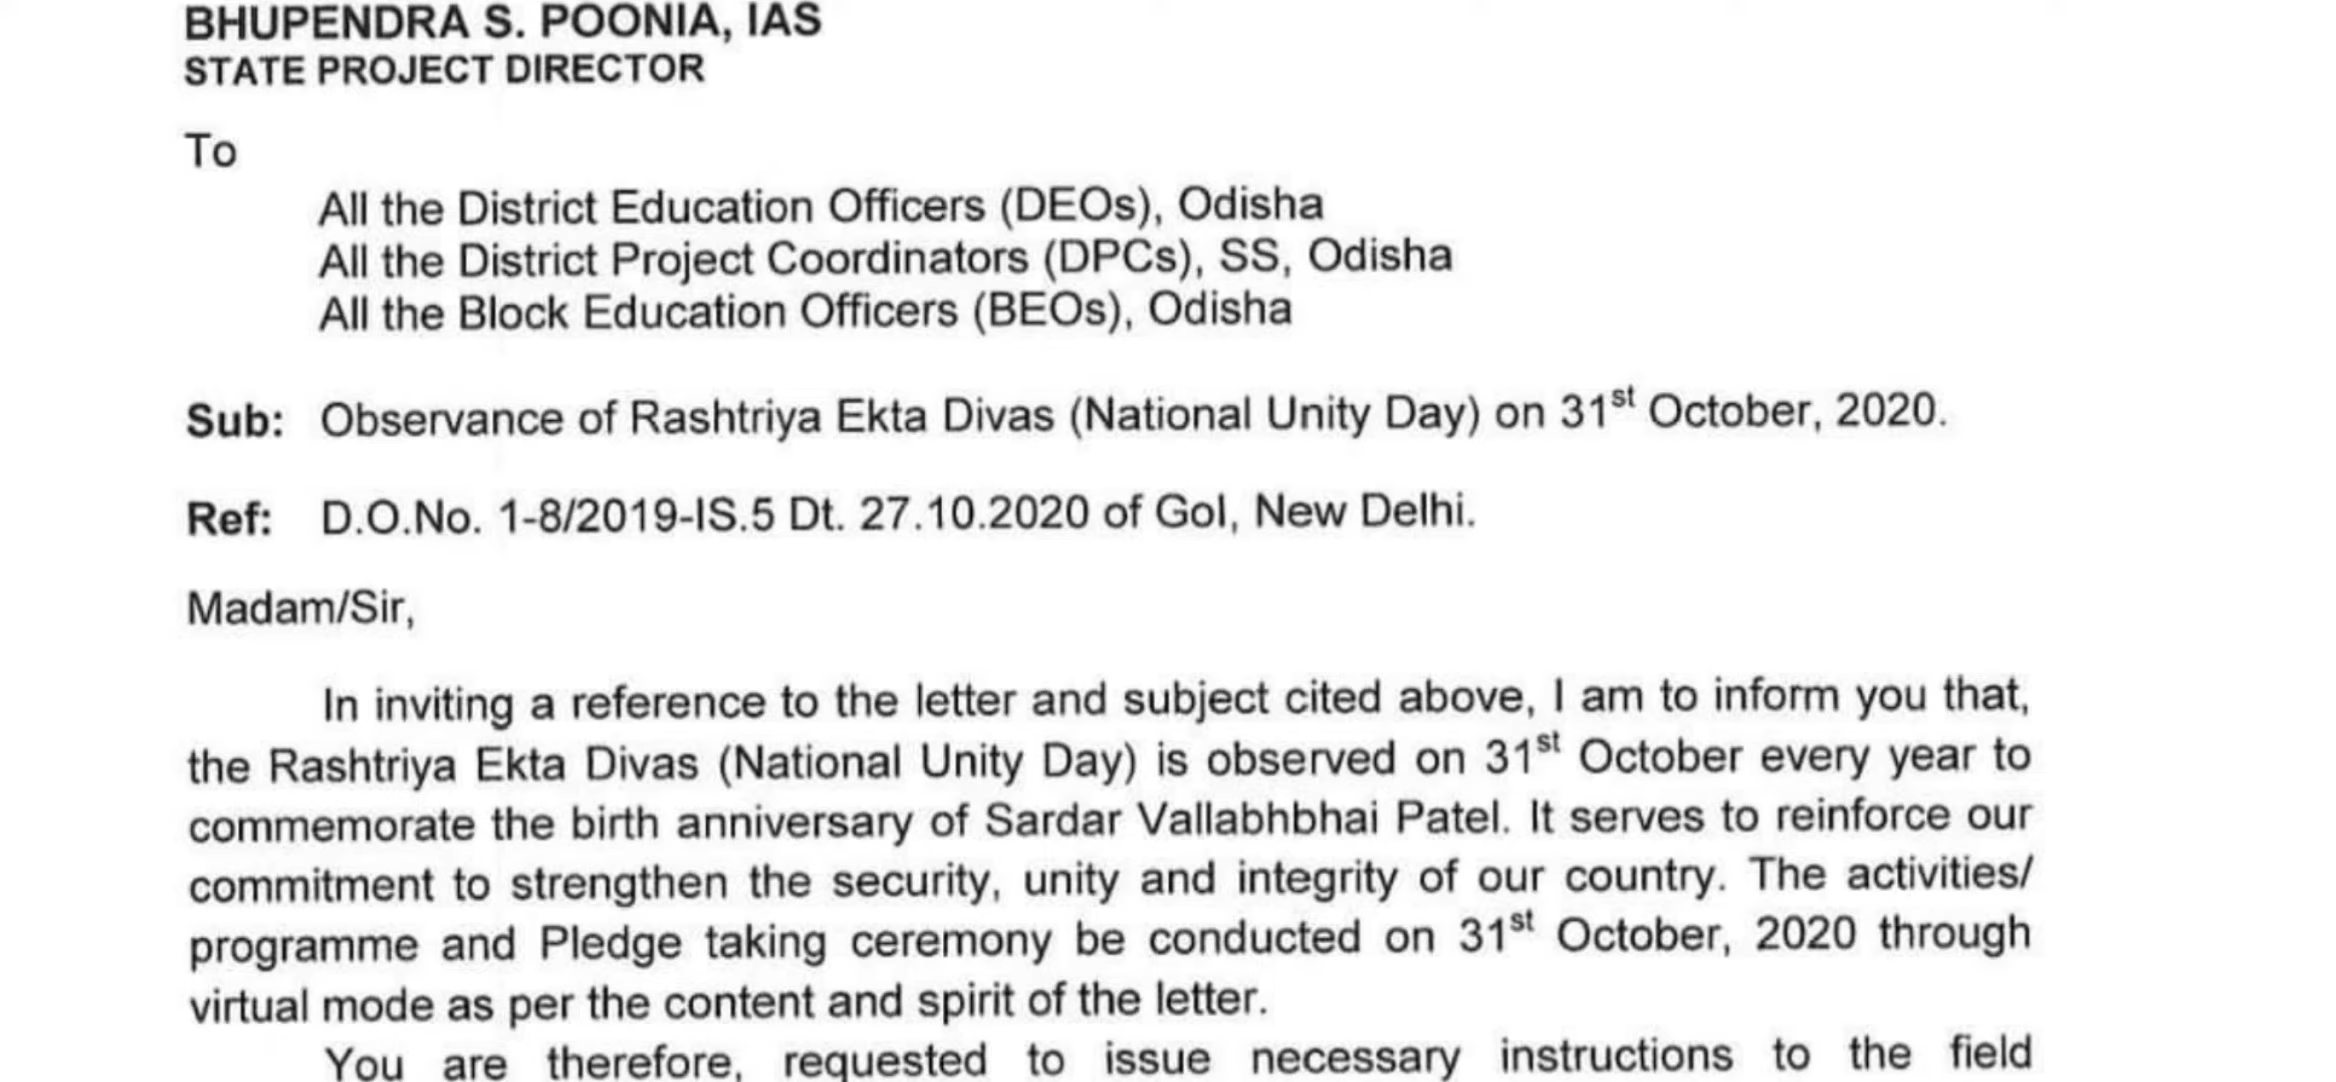 BHUPENDRA S. POONIA, IAS
STATE PROJECT DIRECTOR
To
All the District Education Officers (DEOs), Odisha
All the District Project Coordinators (DPCs), SS, Odisha
All the Block Education Officers (BEOs), Odisha
Sub: Observance of Rashtriya Ekta Divas (National Unity Day) on 31st October, 2020.
Ref: D.O.No. 1-8/2019-IS.5 Dt. 27.10.2020 of GoI, New Delhi.
Madam/Sir,
In inviting a reference to the letter and subject cited above, I am to inform you that,
the Rashtriya Ekta Divas (National Unity Day) is observed on 31st October every year to
commemorate the birth anniversary of Sardar Vallabhbhai Patel. It serves to reinforce our
commitment to strengthen the security, unity and integrity of our country. The activities/
programme and Pledge taking ceremony be conducted on 31st October, 2020 through
virtual mode as per the content and spirit of the letter.
You are therefore, requested to issue necessary instructions to the field